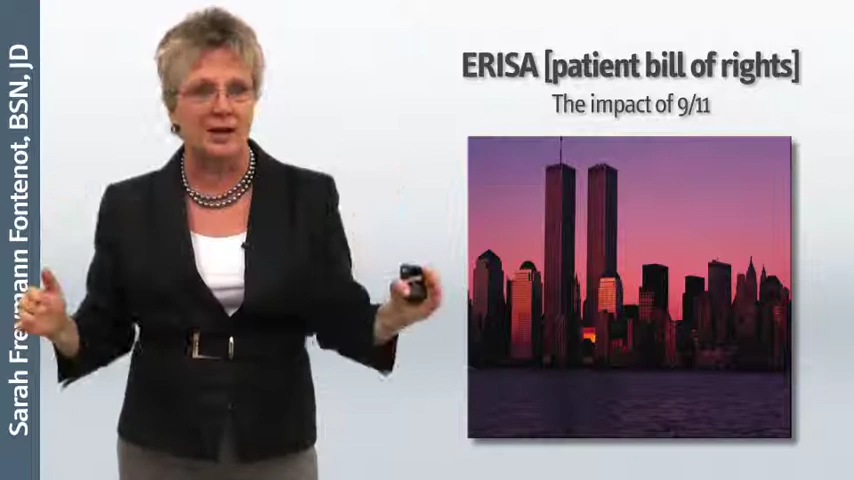 Sarah Freymann Fontenot, BSN, JD
ERISA [patient bill of rights]
The impact of 9/11